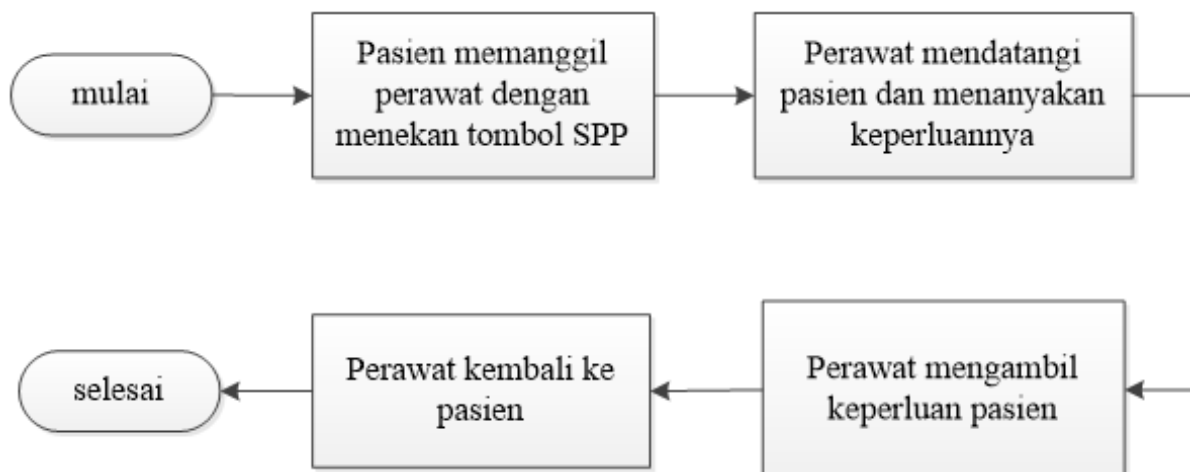 mulai
Pasien memanggil
perawat dengan
menekan tombol SPP
Perawat mendatangi
pasien dan menanyakan
keperluannya
Perawat mengambil
keperluan pasien
Perawat kembali ke
pasien
selesai